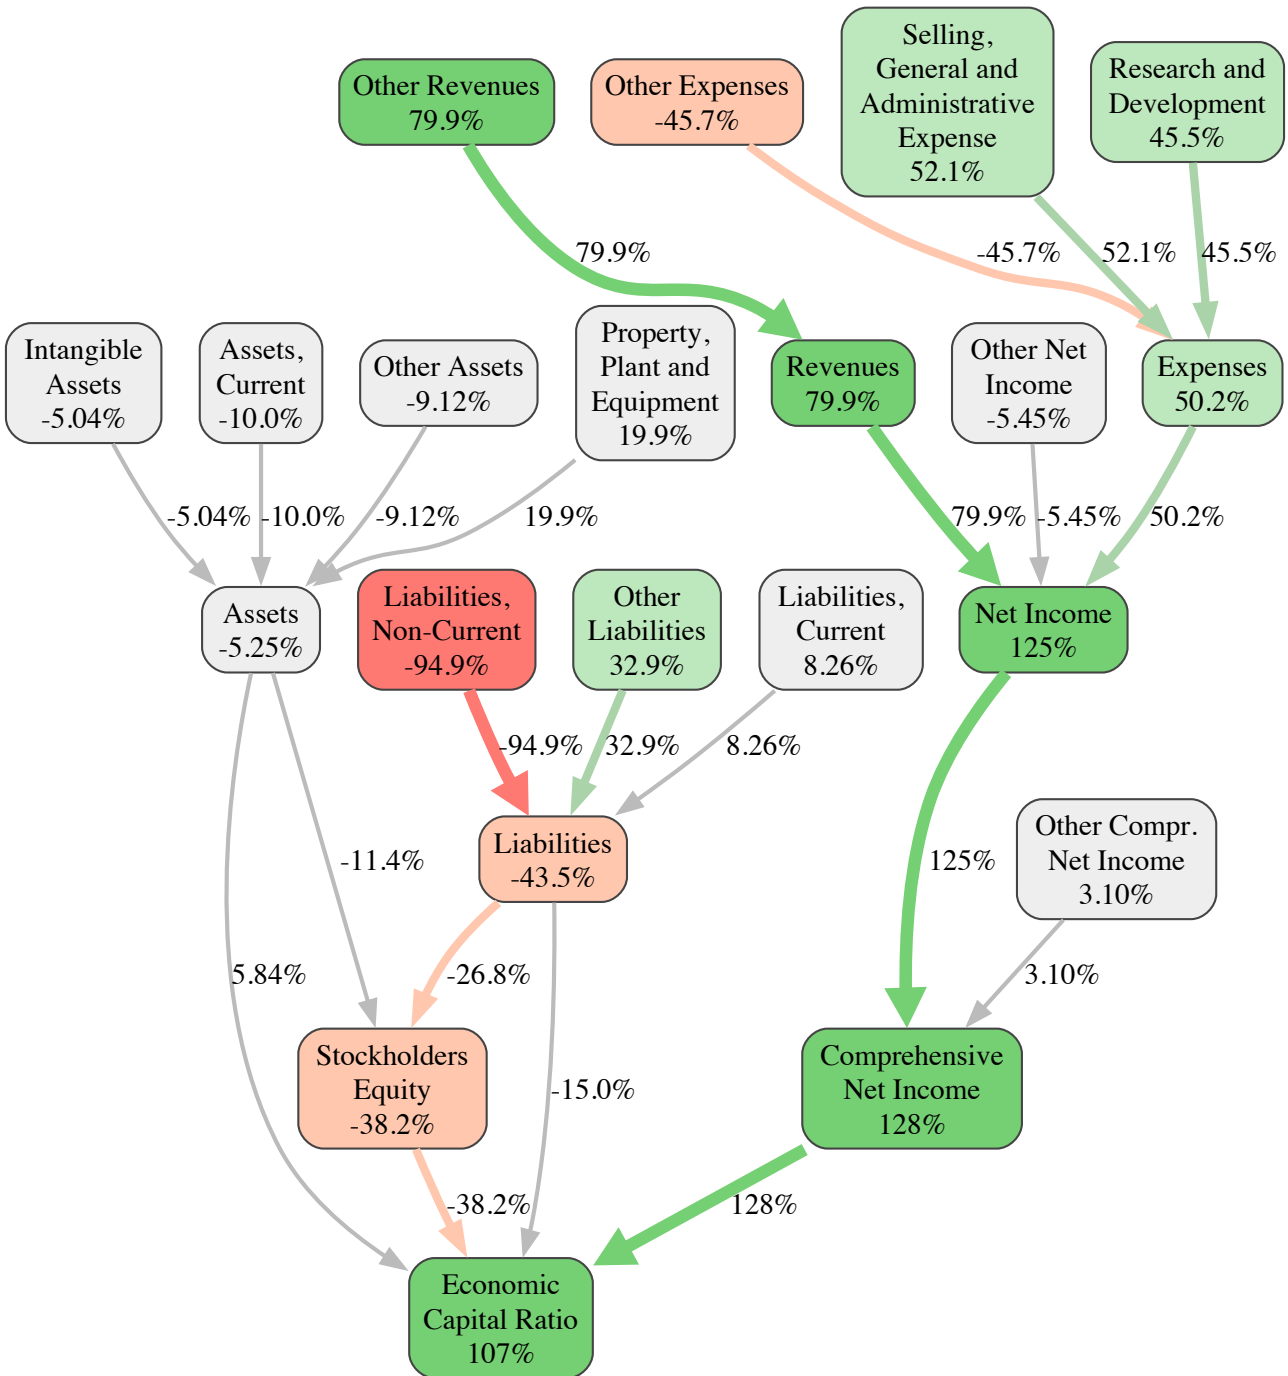 Other Revenues
79.9%
Other Expenses
-45.7%
Selling,
General and
Administrative
Expense
52.1%
Research and
Development
45.5%
79.9%
-45.7%
52.1%
45.5%
Intangible
Assets
-5.04%
Assets,
Current
-10.0%
Other Assets
-9.12%
Property,
Plant and
Equipment
19.9%
Revenues
79.9%
Other Net
Income
-5.45%
Expenses
50.2%
-5.04%
-10.0%
-9.12%
19.9%
79.9%
-5.45%
50.2%
Assets
-5.25%
Liabilities,
Non-Current
-94.9%
Other
Liabilities
32.9%
Liabilities,
Current
8.26%
Net Income
125%
-94.9%
32.9%
8.26%
Liabilities
-43.5%
Other Compr.
Net Income
3.10%
-11.4%
125%
5.84%
-26.8%
3.10%
Stockholders
Equity
-38.2%
-15.0%
Comprehensive
Net Income
128%
-38.2%
128%
Economic
Capital Ratio
107%